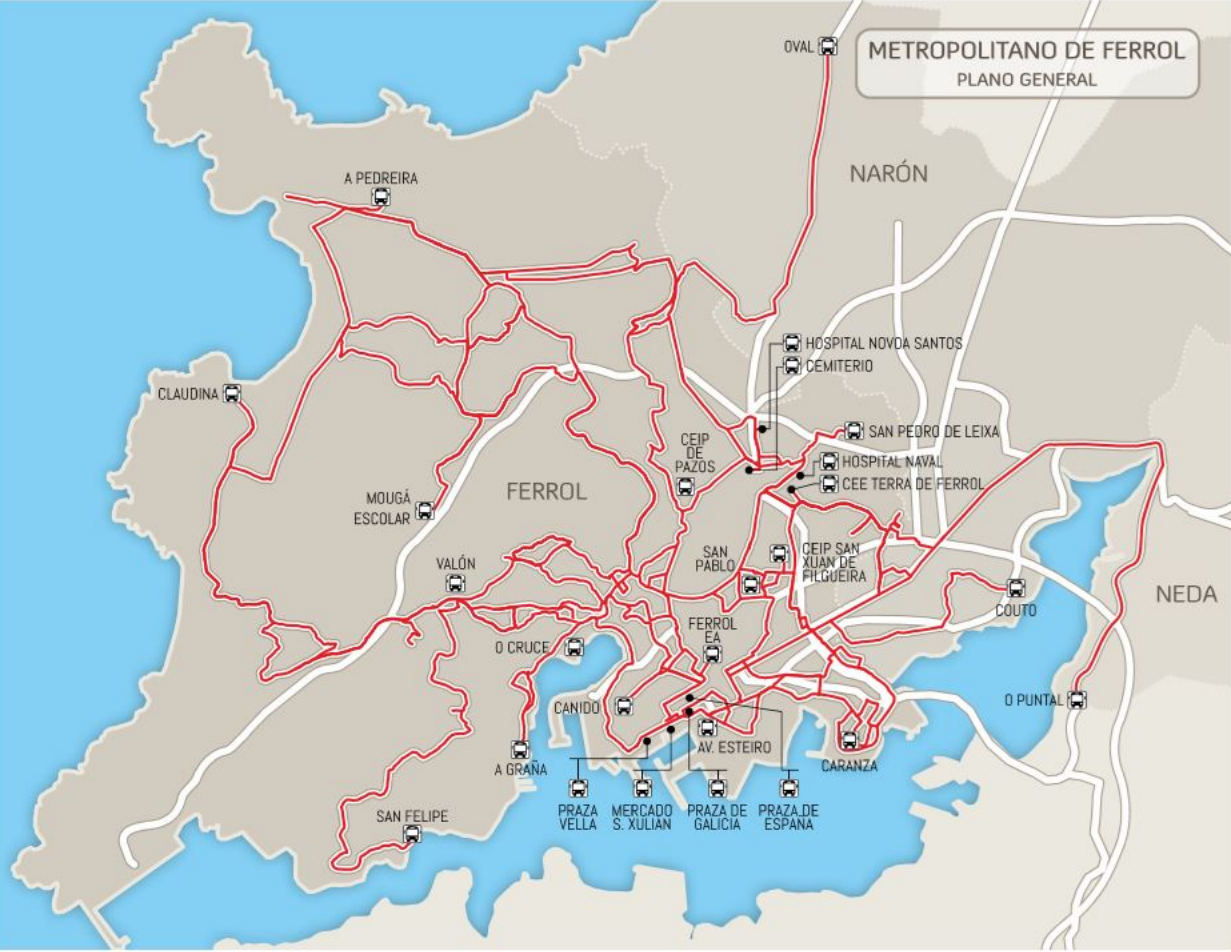 METROPOLITANO DE FERROL
PLANO GENERAL
OVAL
NARÓN
A PEDREIRA
HOSPITAL NOVOA SANTOS
CEMITERIO
CLAUDINA
SAN PEDRO DE LEIXA
CEIP
DE
PAZOS
HOSPITAL NAVAL
CEE TERRA DE FERROL
FERROL
MOUGÁ
ESCOLAR
SAN
PABLO
CEIP SAN
XUAN DE
FILGUEIRA
VALÓN
COUTO
NEDA
FERROL
EA
O CRUCE
CANIDO
O PUNTAL
AV. ESTEIRO
A GRAÑA
CARANZA
SAN FELIPE
PRAZA
VELLA
MERCADO
S. XULIAN
PRAZA DE
GALICIA
PRAZA DE
ESPAÑA